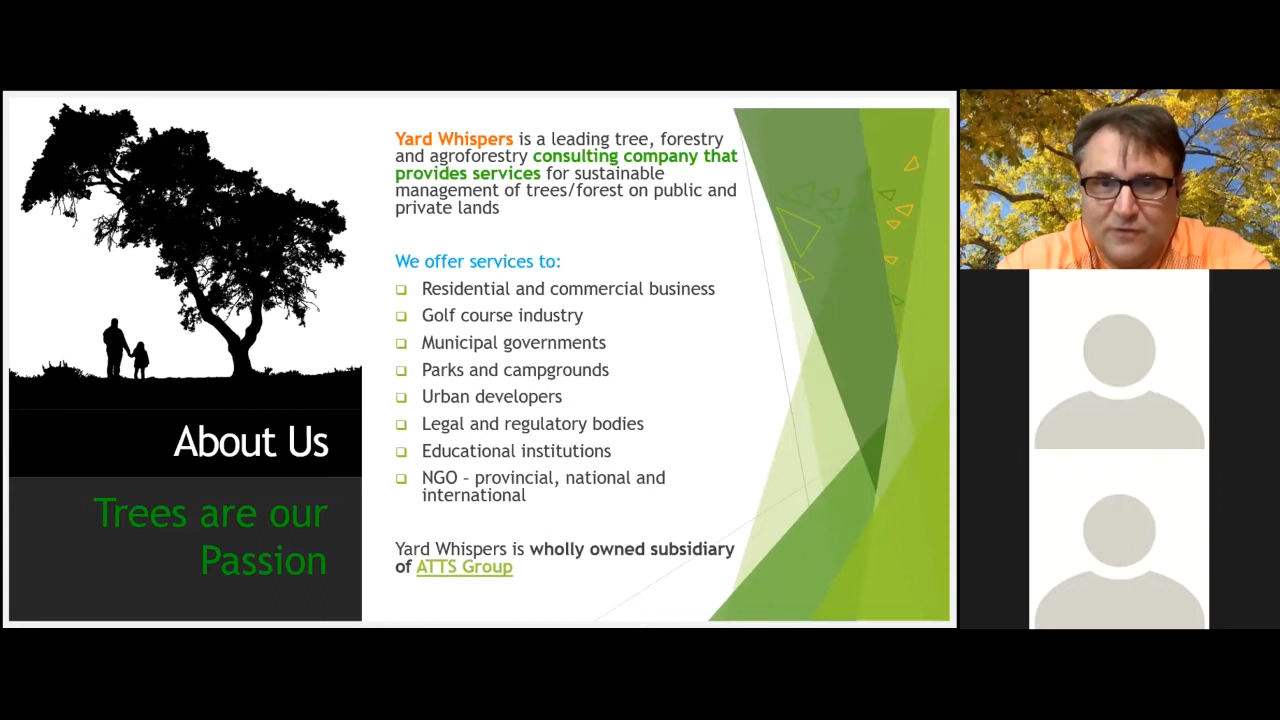 Yard Whispers is a leading tree, forestry
and agroforestry consulting company that
provides services for sustainable
management of trees/forest on public and
private lands
We offer services to:
Residential and commercial business
Golf course industry
Municipal governments
Parks and campgrounds
Urban developers
Legal and regulatory bodies
Educational institutions
NGO – provincial, national and
international
Yard Whispers is wholly owned subsidiary
of ATTS Group
About Us
Trees are our
Passion